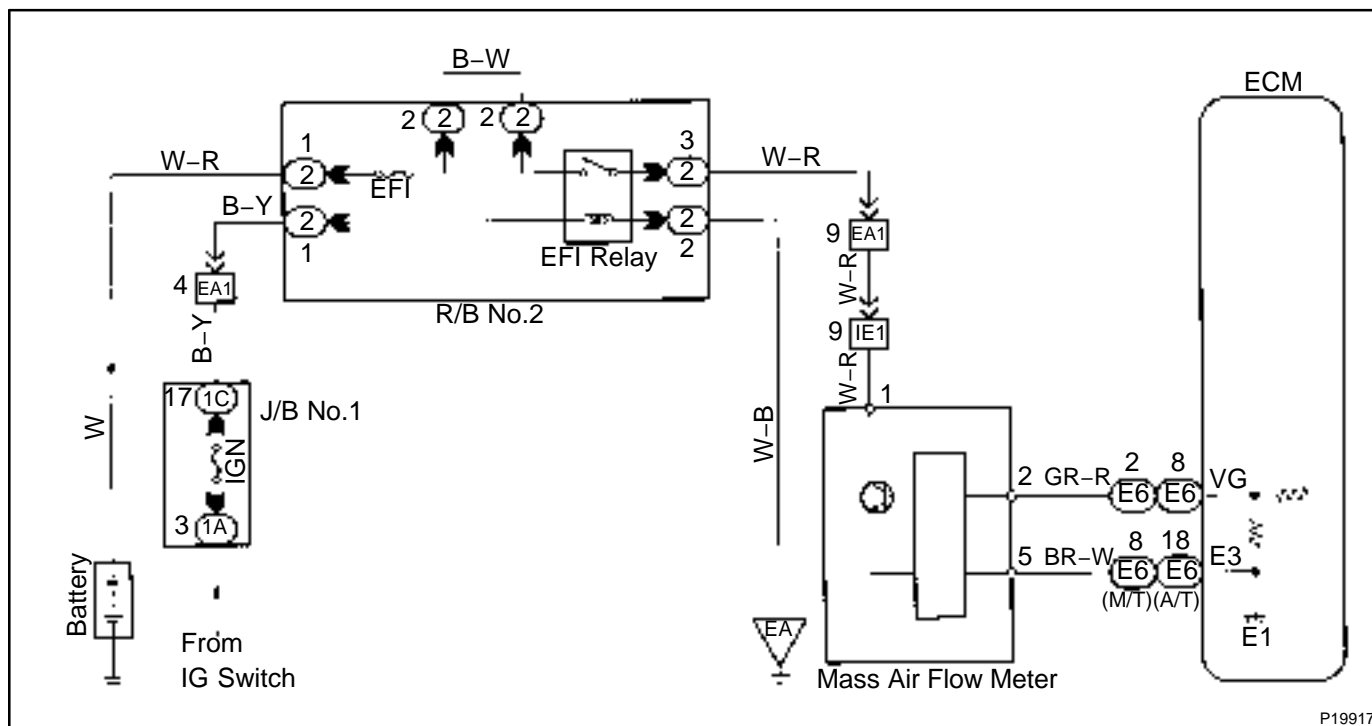 B–W
ECM
2 2 2 2
1
3
W–R
2
EFI
2
W–R
B–Y
2
2
1
EFI Relay
2
9 EA1
4 EA1
R/B No.2
W–R
B–Y
9 IE1
W–R
17 1C
J/B No.1
1
W
IGN
W–B
2 GR–R
2
8
E6 E6
VG
3 1A
5 BR–W
8
18
E6 E6
E3
(M/T) (A/T)
Battery
EA
E1
From
IG Switch
Mass Air Flow Meter
P19917